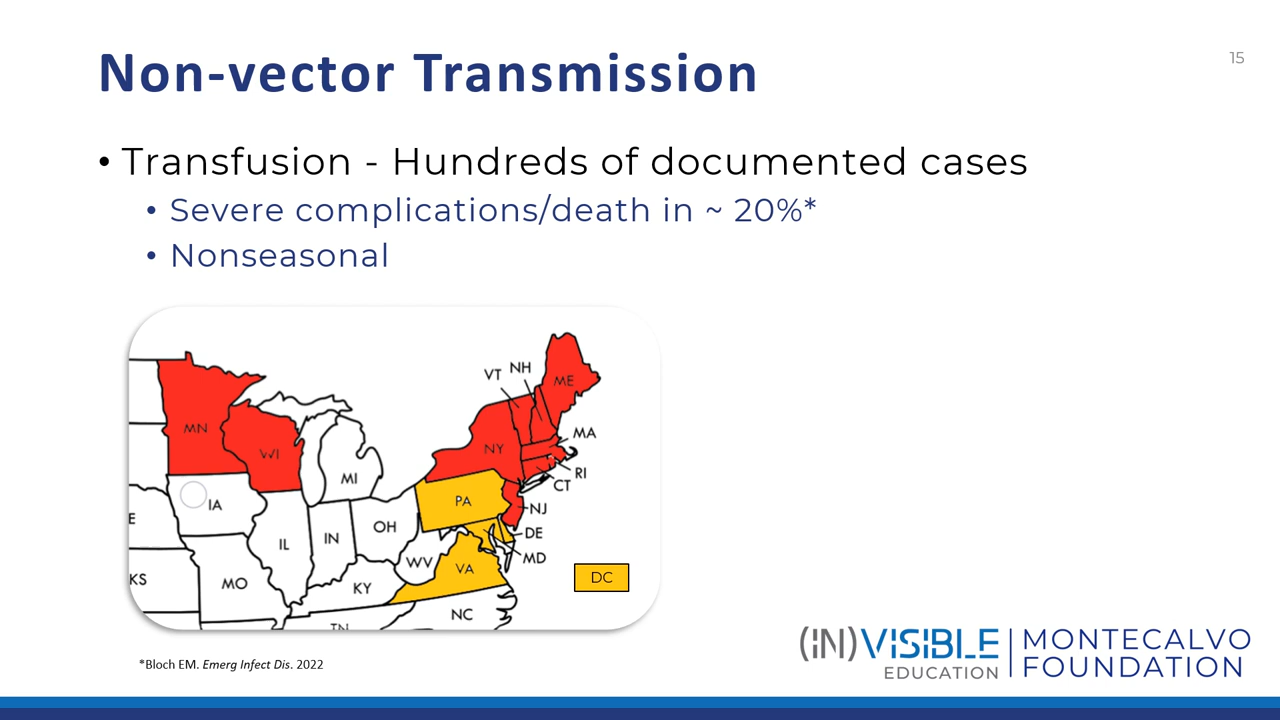 Non-vector Transmission
15
• Transfusion - Hundreds of documented cases
• Severe complications/death in ~ 20%*
• Nonseasonal
VT
NH
ME
MN
WI
NY
MA
MI
RI
CT
IA
PA
NJ
E
OH
DE
IL
IN
WV
MD
VA
DC
KS
MO
KY
NC
TN
*Bloch EM. Emerg Infect Dis. 2022
(IN)VISIBLE
EDUCATION
MONTECALVO
FOUNDATION